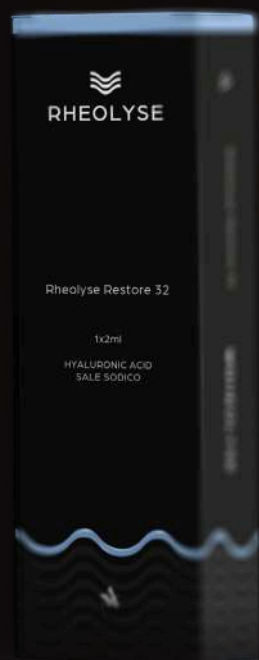 RHEOLYSE
Rheolyse Restore 32
1x2ml
HYALURONIC ACID
SALE SODICO